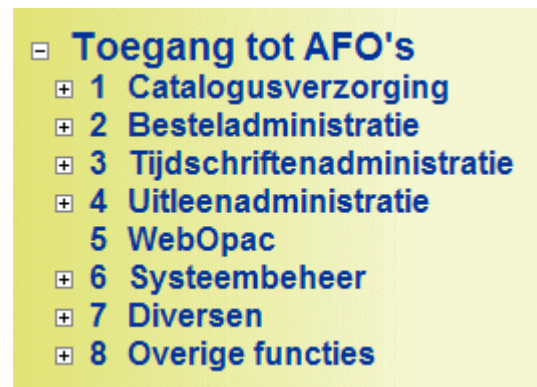 Toegang tot AFO's
1 Catalogusverzorging
2 Besteladministratie
3 Tijdschriftenadministratie
4 Uitleenadministratie
5 WebOpac
6 Systeembeheer
7 Diversen
8 Overige functies